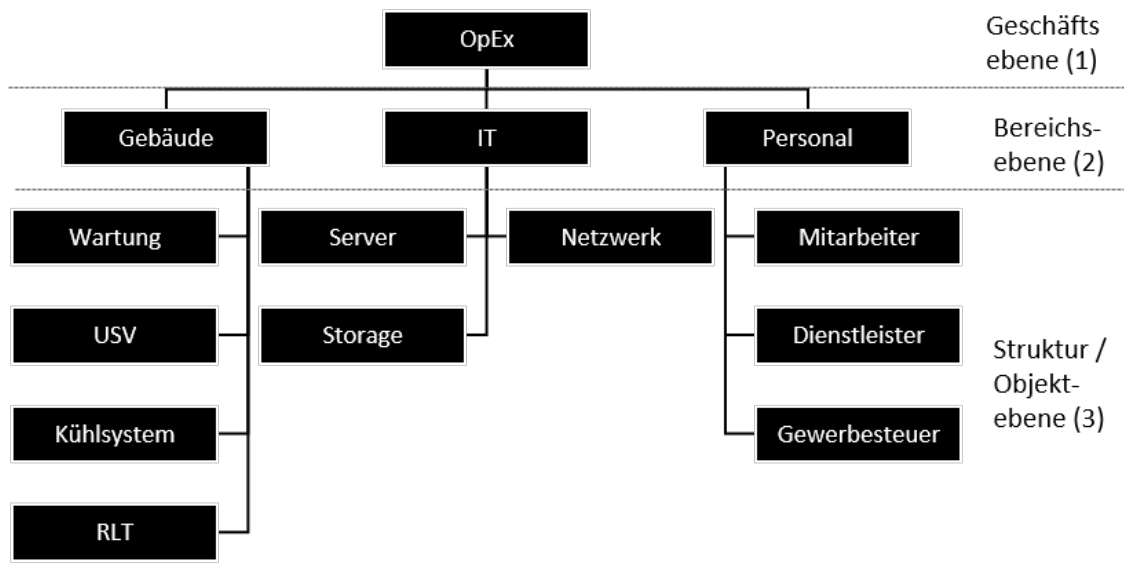 OpEx
Geschäfts
ebene (1)
Gebäude
IT
Personal
Bereichs-
ebene (2)
Wartung
Server
Netzwerk
Mitarbeiter
USV
Storage
Dienstleister
Struktur /
Objekt-
ebene (3)
Kühlsystem
Gewerbesteuer
RLT